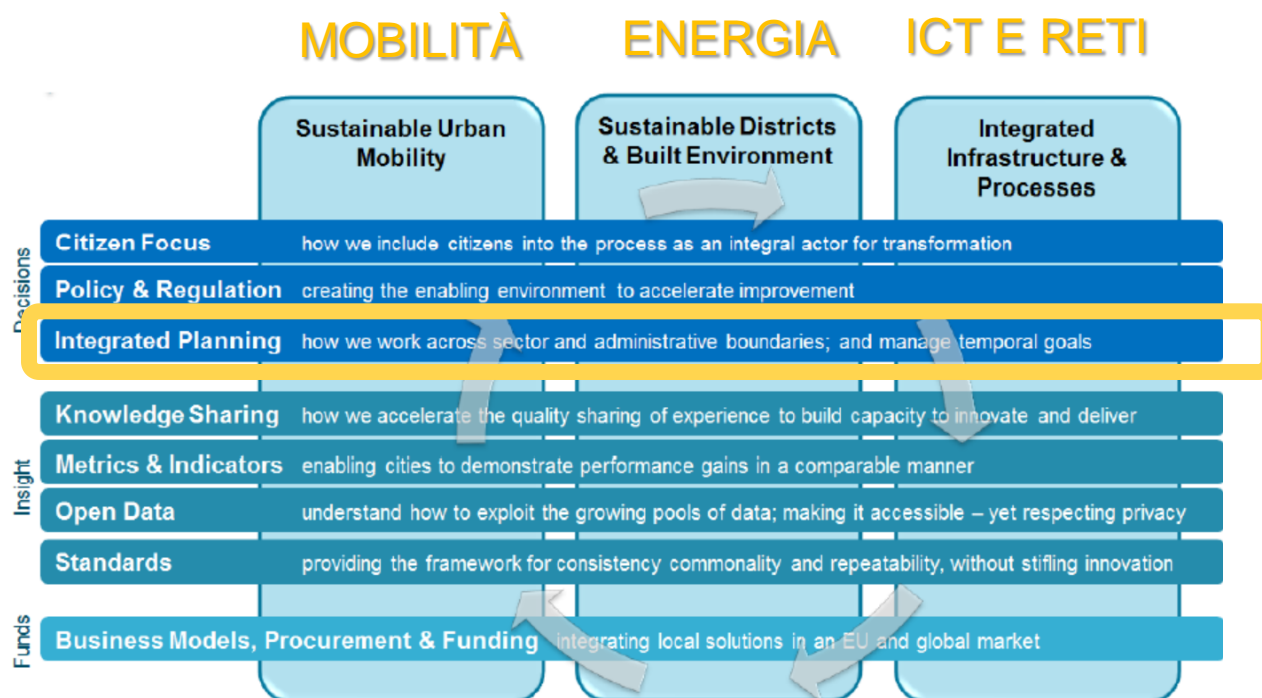 MOBILITÀ ENERGIA ICT E RETI
Sustainable Urban
Mobility
Sustainable Districts
& Built Environment
Integrated
Infrastructure &
Processes
Decisions
Citizen Focus how we include citizens into the process as an integral actor for transformation
Policy & Regulation creating the enabling environment to accelerate improvement
Integrated Planning how we work across sector and administrative boundaries; and manage temporal goals
Insight
Knowledge Sharing how we accelerate the quality sharing of experience to build capacity to innovate and deliver
Metrics & Indicators enabling cities to demonstrate performance gains in a comparable manner
Open Data understand how to exploit the growing pools of data; making it accessible – yet respecting privacy
Standards providing the framework for consistency commonality and repeatability, without stifling innovation
Funds
Business Models, Procurement & Funding integrating local solutions in an EU and global market